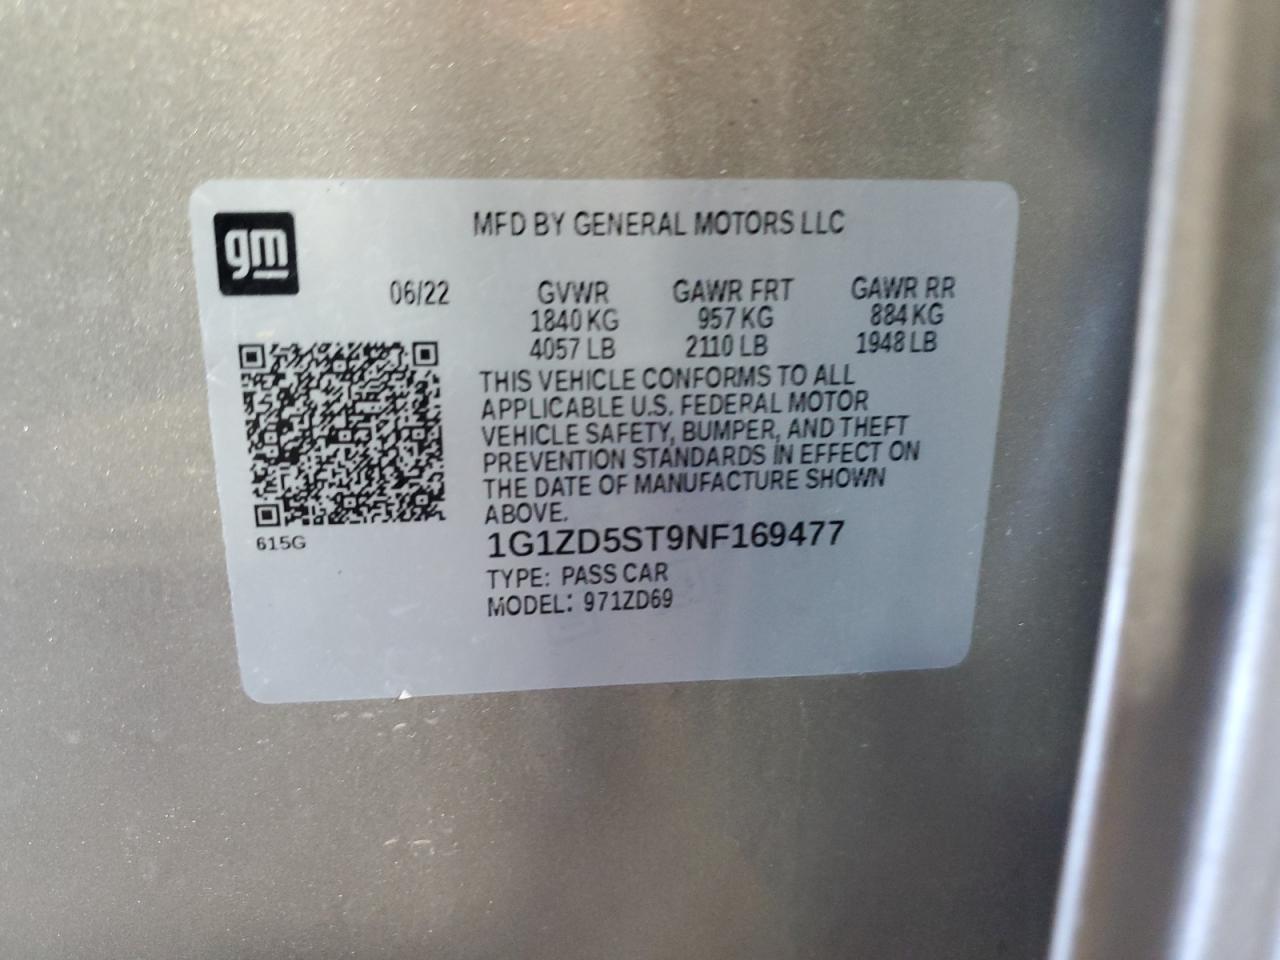 gm
MFD BY GENERAL MOTORS LLC
06/22 GVWR GAWR FRT GAWR RR
1840 KG 957 KG 884 KG
4057 LB 2110 LB 1948 LB
THIS VEHICLE CONFORMS TO ALL
APPLICABLE U.S. FEDERAL MOTOR
VEHICLE SAFETY, BUMPER, AND THEFT
PREVENTION STANDARDS IN EFFECT ON
THE DATE OF MANUFACTURE SHOWN
ABOVE.
615G
1G1ZD5ST9NF169477
TYPE: PASS CAR
MODEL: 971ZD69